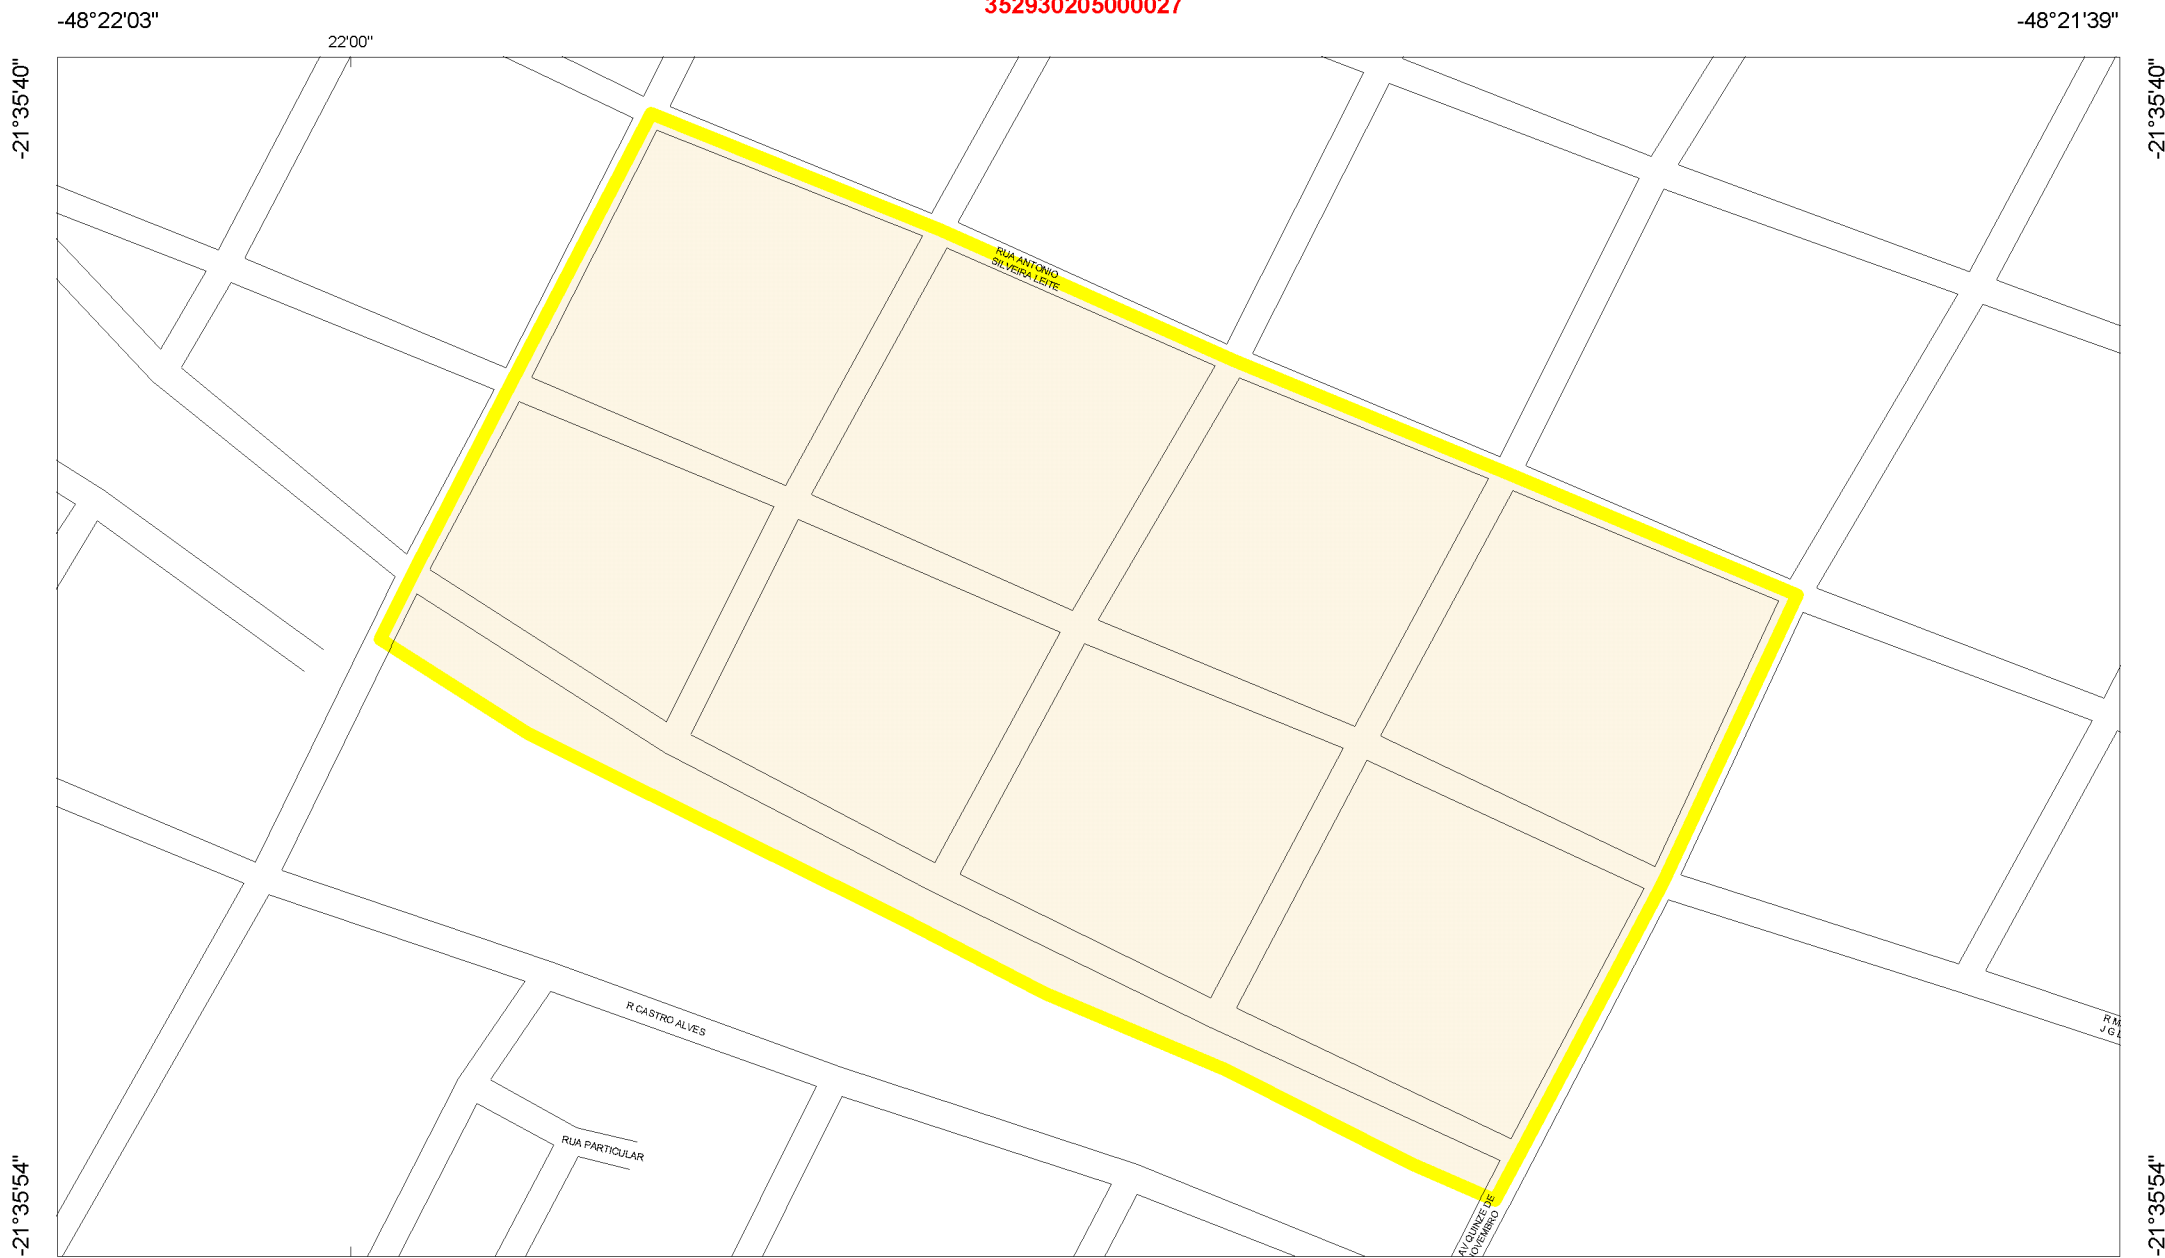 352930205000027
-48°22'03"
-48°21'39"
22'00"
-21°35'40"
-21°35'40"
RUA ANTONIO
SILVEIRA LEITE
R CASTRO ALVES
J G
RUA PARTICULAR
-21°35'54"
-21°35'54"
AV QUINZE DE
NOVEMBRO